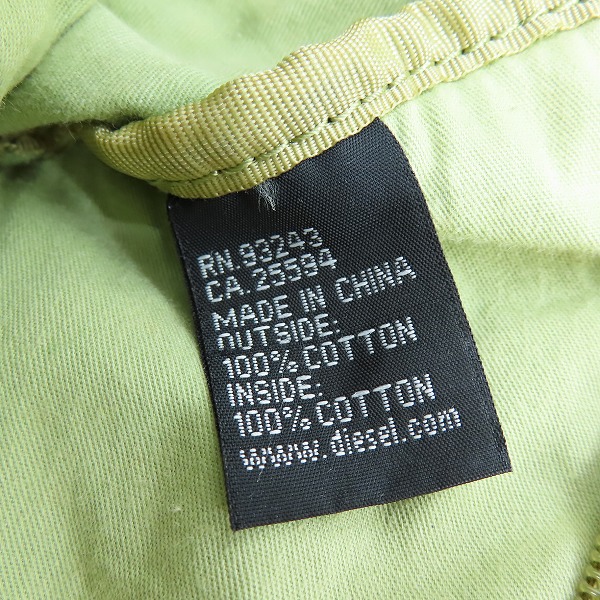 RN.93243
CA.25594
MADE IN CHINA
OUTSIDE:
100% COTTON
INSIDE:
100% COTTON
www.diesel.com